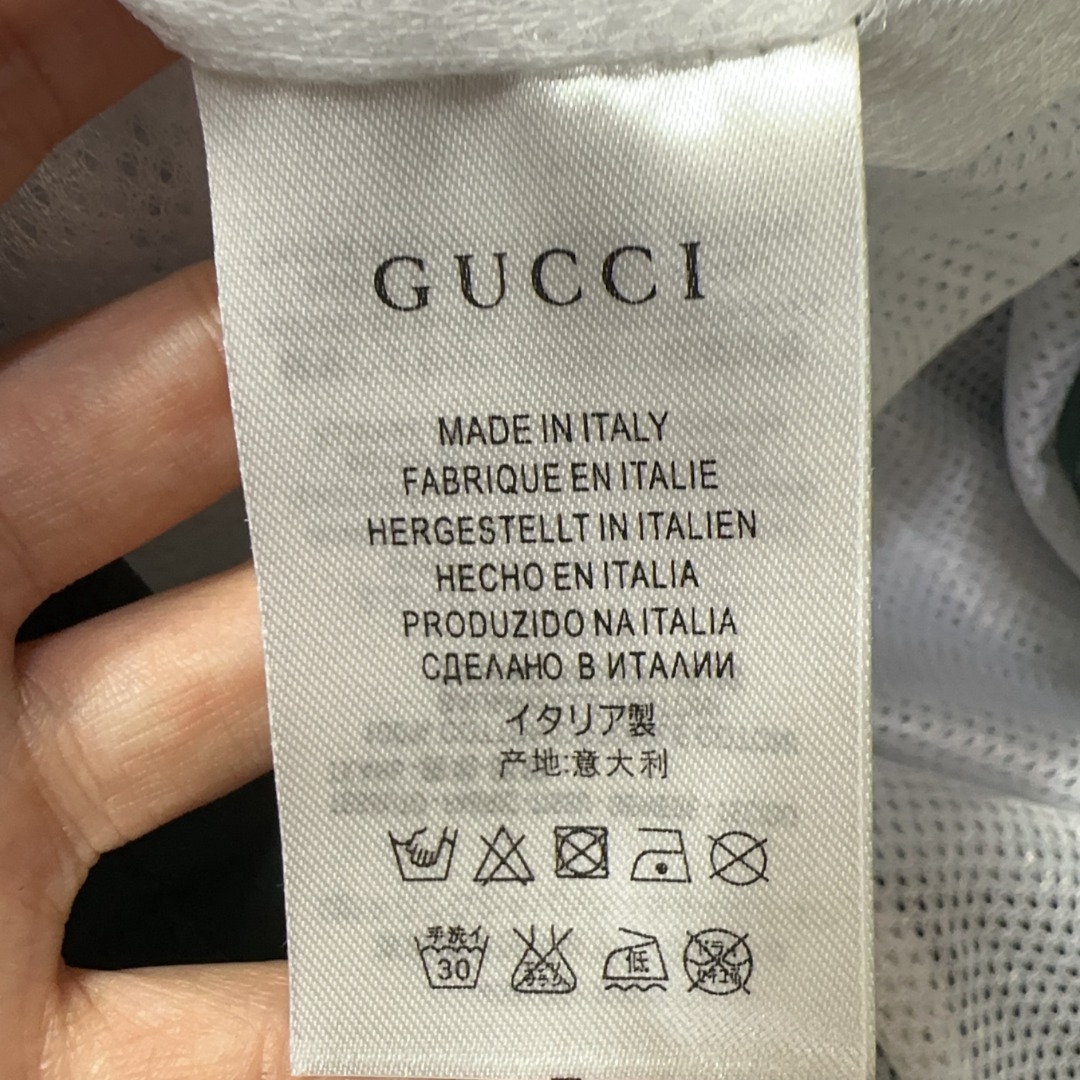 GUCCI
MADE IN ITALY
FABRIQUE EN ITALIE
HERGESTELLT IN ITALIEN
HECHO EN ITALIA
PRODUZIDO NA ITALIA
СДЕЛАНО В ИТАЛИИ
イタリア製
产地:意大利
手洗イ
30
低